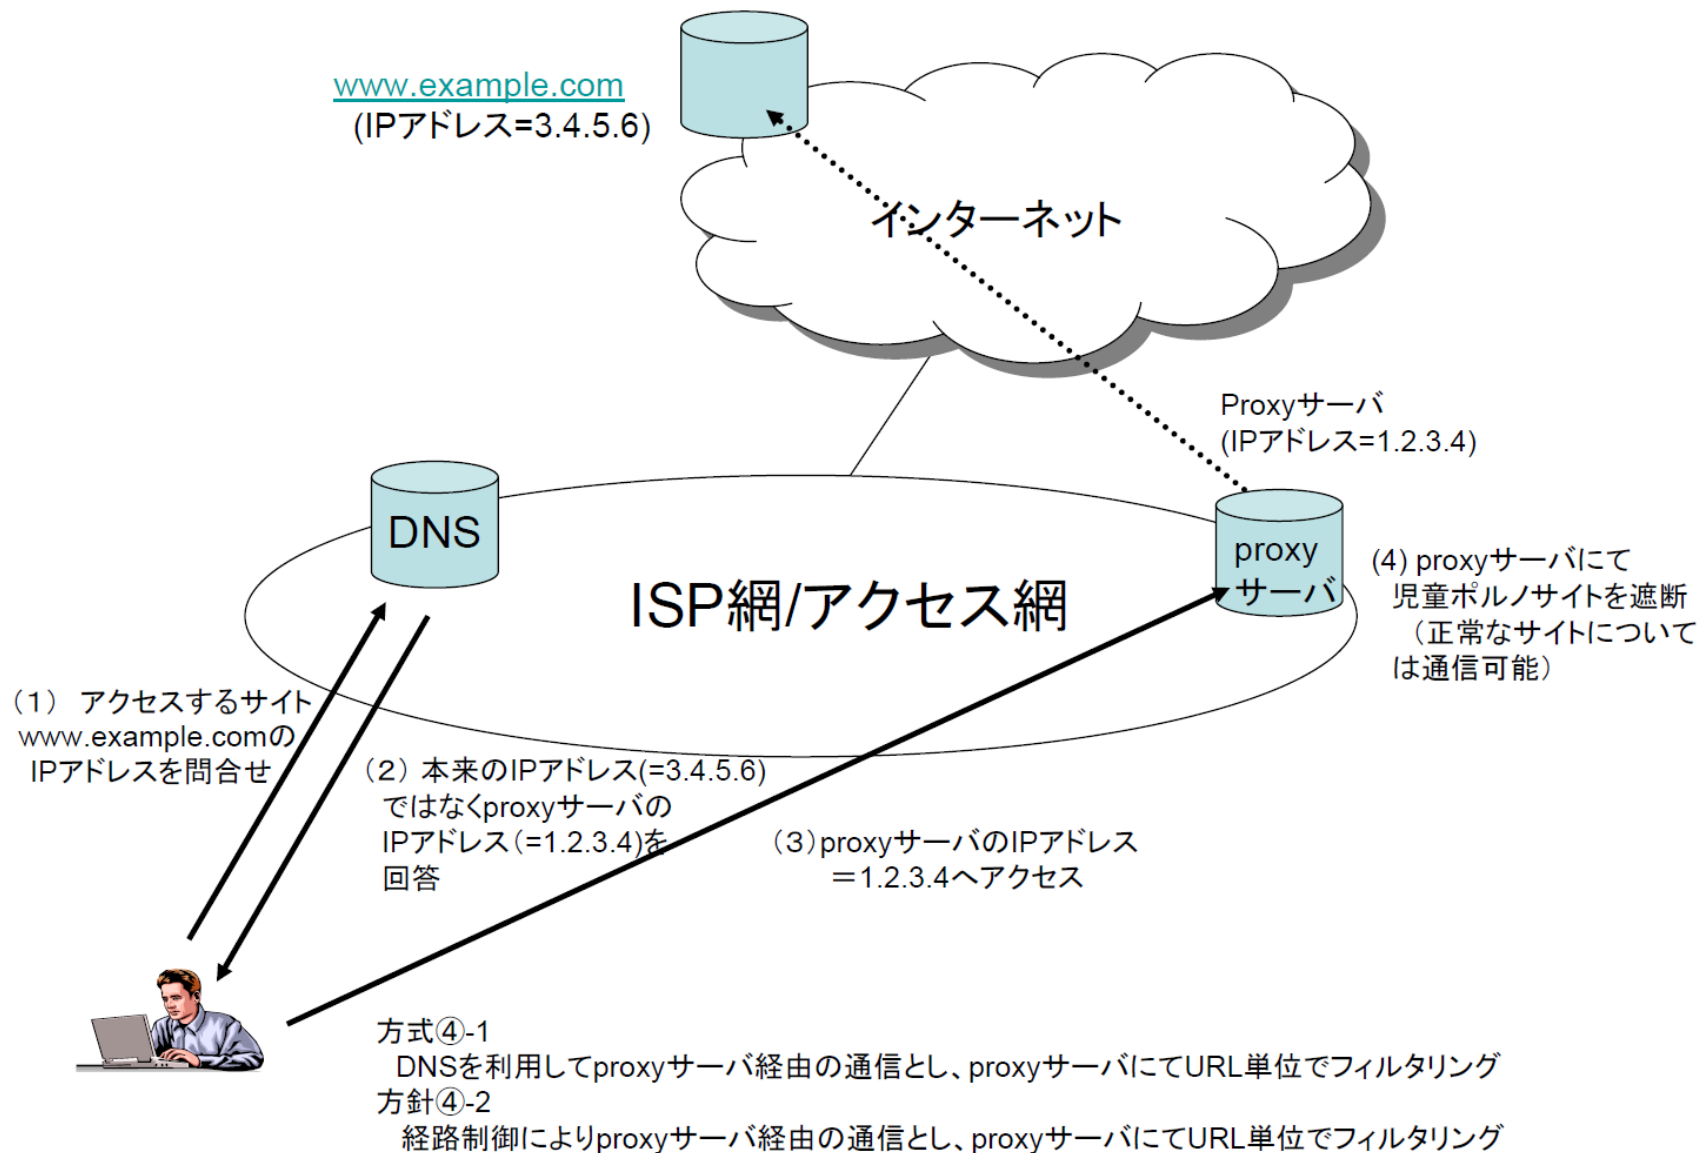 www.example.com
(IPアドレス=3.4.5.6)
インターネット
Proxyサーバ
(IPアドレス=1.2.3.4)
DNS
proxy
サーバ
ISP網/アクセス網
(4) proxyサーバにて
児童ポルノサイトを遮断
（正常なサイトについて
は通信可能）
（１） アクセスするサイト
www.example.comの
IPアドレスを問合せ
（２） 本来のIPアドレス(=3.4.5.6)
ではなくproxyサーバの
IPアドレス（=1.2.3.4)を
回答
（３）proxyサーバのIPアドレス
＝1.2.3.4へアクセス
方式④-1
DNSを利用してproxyサーバ経由の通信とし、proxyサーバにてURL単位でフィルタリング
方針④-2
経路制御によりproxyサーバ経由の通信とし、proxyサーバにてURL単位でフィルタリング